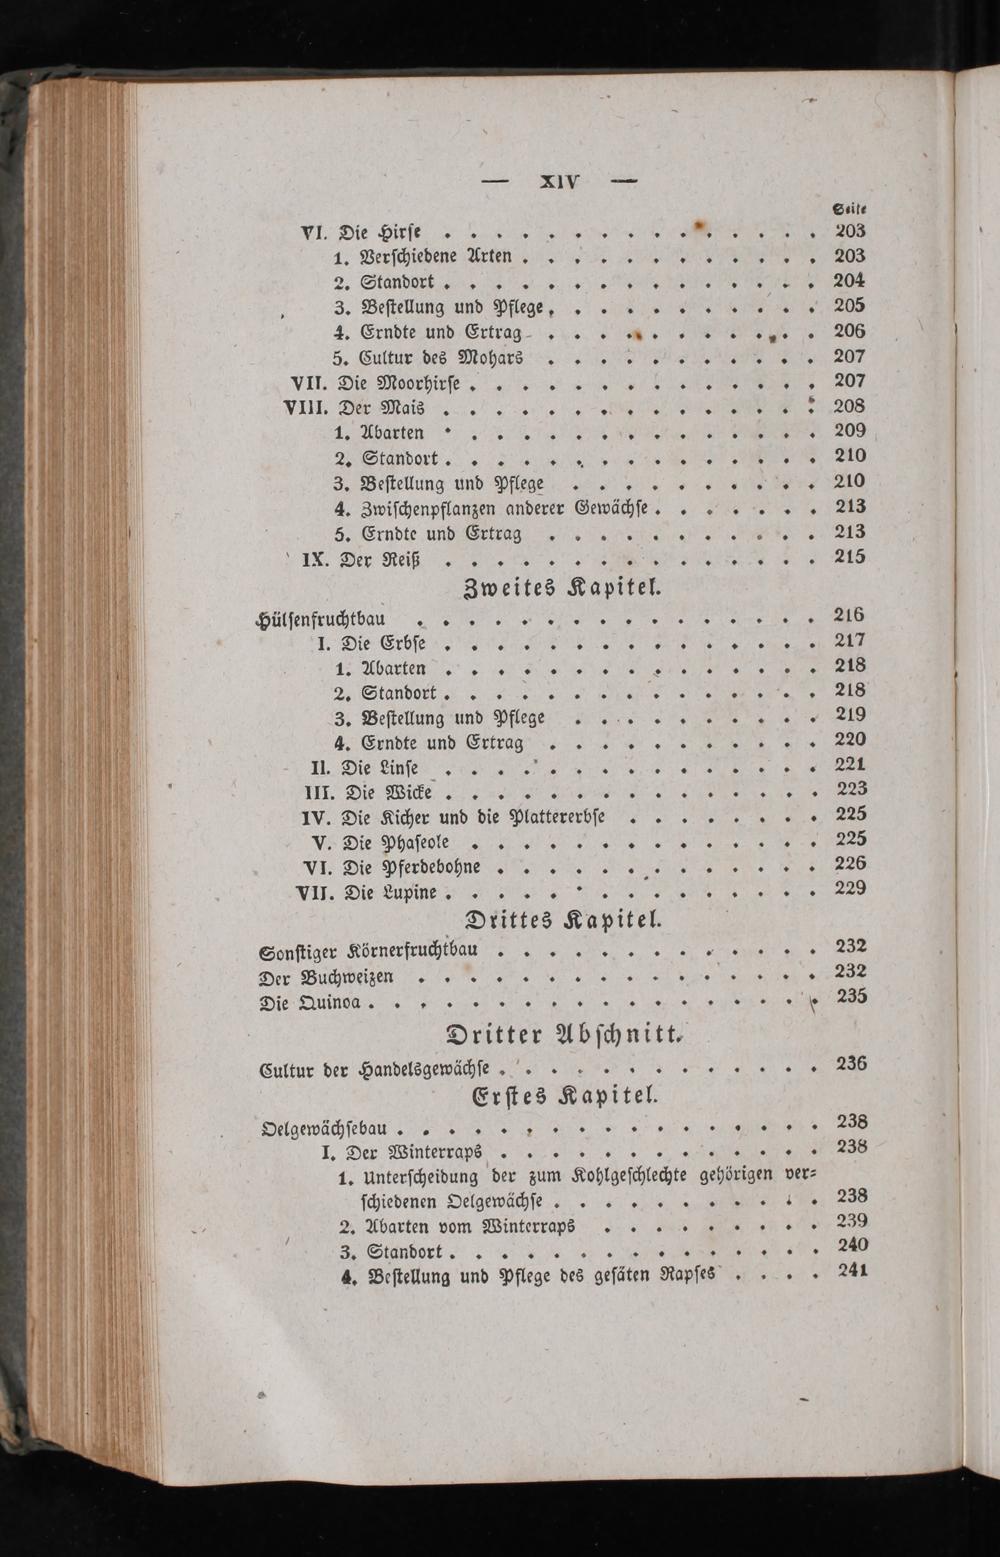 — XIV —
Seite
VI. Die Hirse . . . . . . . . . . . . . . . 203
1. Verschiedene Arten . . . . . . . . . . . . 203
2. Standort . . . . . . . . . . . . . . . 204
3. Bestellung und Pflege . . . . . . . . . . . 205
4. Erndte und Ertrag . . . . . . . . . . . 206
5. Cultur des Mohars . . . . . . . . . . . 207
VII. Die Moorhirse . . . . . . . . . . . . . . 207
VIII. Der Mais . . . . . . . . . . . . . . . 208
1. Abarten . . . . . . . . . . . . . . . 209
2. Standort . . . . . . . . . . . . . . . 210
3. Bestellung und Pflege . . . . . . . . . . 210
4. Zwischenpflanzen anderer Gewächse . . . . . . . 213
5. Erndte und Ertrag . . . . . . . . . . . 213
IX. Der Reiß . . . . . . . . . . . . . . . 215
Zweites Kapitel.
Hülsenfruchtbau . . . . . . . . . . . . . . . . 216
I. Die Erbse . . . . . . . . . . . . . . . 217
1. Abarten . . . . . . . . . . . . . . . 218
2. Standort . . . . . . . . . . . . . . . 218
3. Bestellung und Pflege . . . . . . . . . . 219
4. Erndte und Ertrag . . . . . . . . . . . 220
II. Die Linse . . . . . . . . . . . . . . . 221
III. Die Wicke . . . . . . . . . . . . . . . 223
IV. Die Kicher und die Plattererbse . . . . . . . . 225
V. Die Phaseole . . . . . . . . . . . . . . 225
VI. Die Pferdebohne . . . . . . . . . . . . . 226
VII. Die Lupine . . . . . . . . . . . . . . . 229
Drittes Kapitel.
Sonstiger Körnerfruchtbau . . . . . . . . . . . . . 232
Der Buchweizen . . . . . . . . . . . . . . . . 232
Die Quinoa . . . . . . . . . . . . . . . . . . 235
Dritter Abschnitt.
Cultur der Handelsgewächse . . . . . . . . . . . . . 236
Erstes Kapitel.
Oelgewächsebau . . . . . . . . . . . . . . . . . 238
I. Der Winterraps . . . . . . . . . . . . . 238
1. Unterscheidung der zum Kohlgeschlechte gehörigen ver=
schiedenen Oelgewächse . . . . . . . . . . . 238
2. Abarten vom Winterraps . . . . . . . . . 239
3. Standort . . . . . . . . . . . . . . . 240
4. Bestellung und Pflege des gesäten Rapses . . . . 241